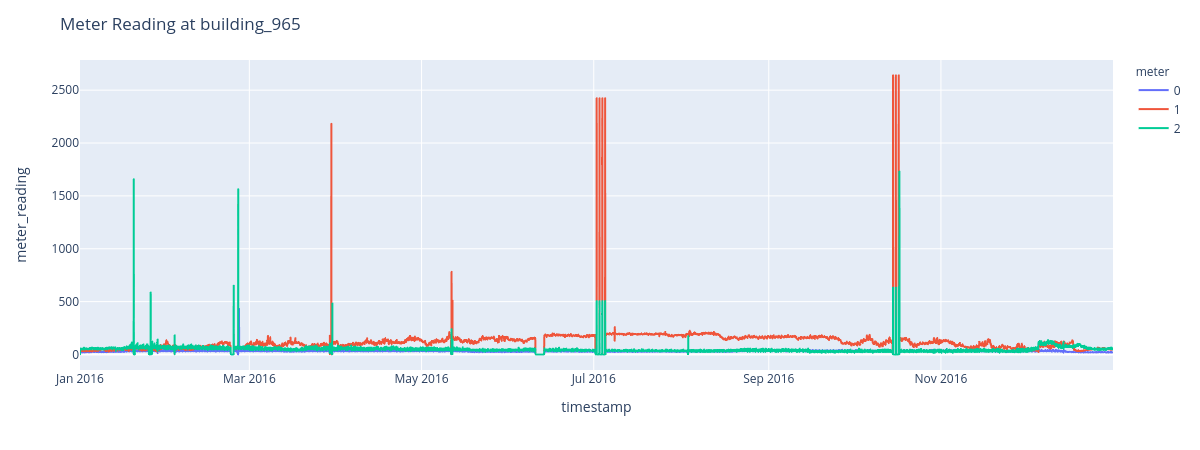 Meter Reading at building_965
meter
0
1
2
2500
2000
1500
1000
500
0
meter_reading
Jan 2016
Mar 2016
May 2016
Jul 2016
Sep 2016
Nov 2016
timestamp